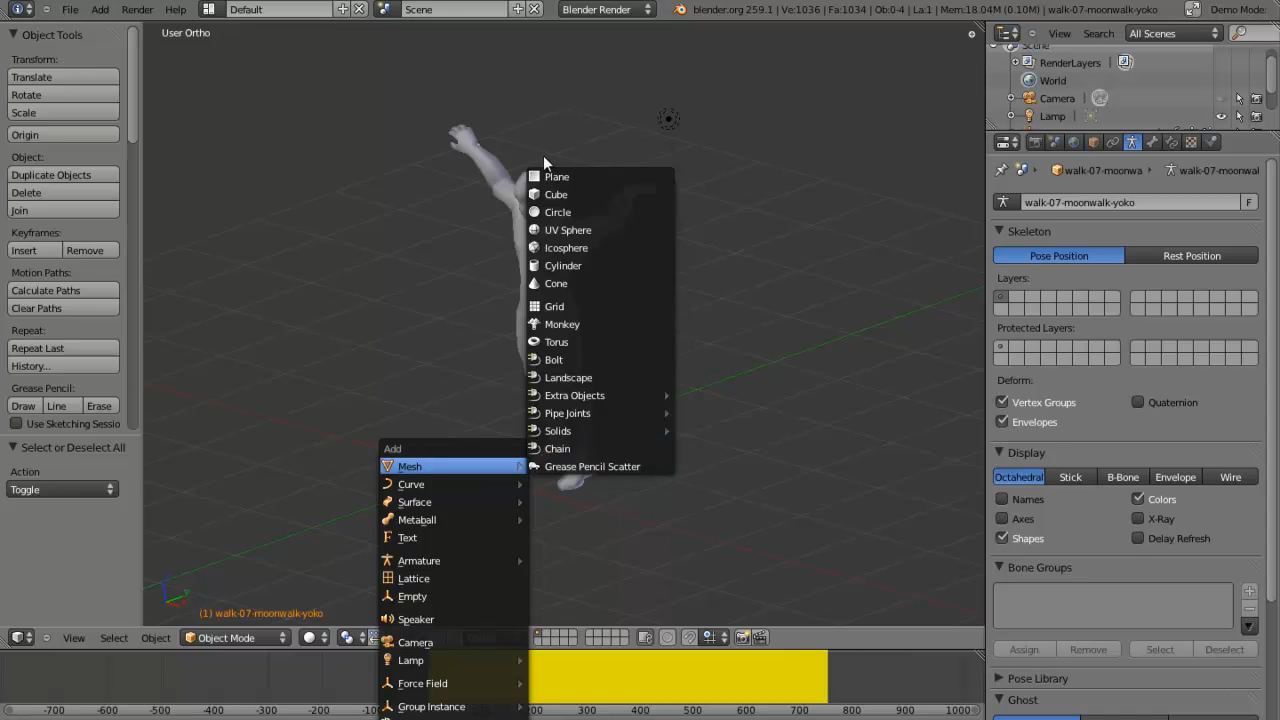 File Add Render Help Default Scene Blender Render blender.org 259.1 | Ve:1036 | Fa:1034 | Ob:0-4 | La:1 | Mem:18.04M (0.10M) | walk-07-moonwalk-yoko Demo Mode:
Object Tools
Transform:
Translate
Rotate
Scale
Origin
Object:
Duplicate Objects
Delete
Join
Keyframes:
Insert Remove
Motion Paths:
Calculate Paths
Clear Paths
Repeat:
Repeat Last
History...
Grease Pencil:
Draw Line Erase
Use Sketching Sessio
Select or Deselect All
Action
Toggle
User Ortho
Plane
Cube
Circle
UV Sphere
Icosphere
Cylinder
Cone
Grid
Monkey
Torus
Bolt
Landscape
Extra Objects
Pipe Joints
Solids
Chain
Grease Pencil Scatter
Add
Mesh
Curve
Surface
Metaball
Text
Armature
Lattice
Empty
Speaker
Camera
Lamp
Force Field
Group Instance
(1) walk-07-moonwalk-yoko
View Select Object Object Mode
-700 -600 -500 -400 -300 -200 200 300 400 500 600 700 800 900 1000
View Search All Scenes
Scene
RenderLayers
World
Camera
Lamp
walk-07-moonwa walk-07-moonwal
walk-07-moonwalk-yoko F
Skeleton
Pose Position Rest Position
Layers:
Protected Layers:
Deform:
Vertex Groups Quaternion
Envelopes
Display
Octahedral Stick B-Bone Envelope Wire
Names Colors
Axes X-Ray
Shapes Delay Refresh
Bone Groups
Assign Remove Select Deselect
Pose Library
Ghost